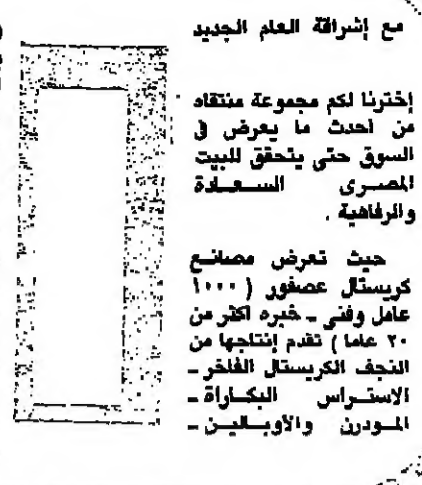 مع إشراقة العام الجديد
إخترنا لكم مجموعة منتقاه
من احدث ما يعرض في
السوق حتى يتحقق للبيت
المصرى السعادة
والرفاهية .
حيث تعرض مصانع
كريستال عصفور ( ١٠٠٠
عامل وفنى - خبره اكثر من
٢٠ عاما ) تقدم إنتاجها من
النجف الكريستال الفاخر -
الاستراس البكاراة -
المودرن والأوبالين -